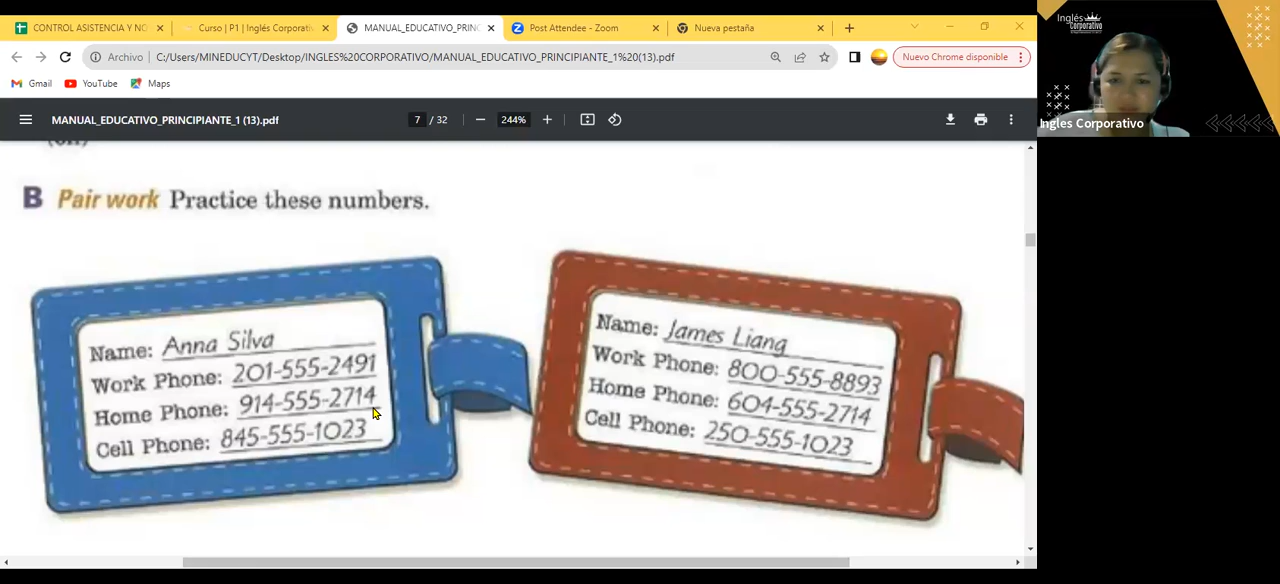 CONTROL ASISTENCIA Y NO
Curso | P1 | Inglés Corporati
MANUAL_EDUCATIVO_PRINC
Post Attendee - Zoom
Nueva pestaña
Archivo
C:/Users/MINEDUCYT/Desktop/INGLES%20CORPORATIVO/MANUAL_EDUCATIVO_PRINCIPIANTE_1%20(13).pdf
Nuevo Chrome disponible
Gmail
YouTube
Maps
MANUAL_EDUCATIVO_PRINCIPIANTE_1 (13).pdf
7 / 32
244%
B Pair work Practice these numbers.
Name: Anna Silva
Work Phone: 201-555-2491
Home Phone: 914-555-2714
Cell Phone: 845-555-1023
Name: James Liang
Work Phone: 800-555-8893
Home Phone: 604-555-2714
Cell Phone: 250-555-1023
Inglés
Corporativo
Ingles Corporativo